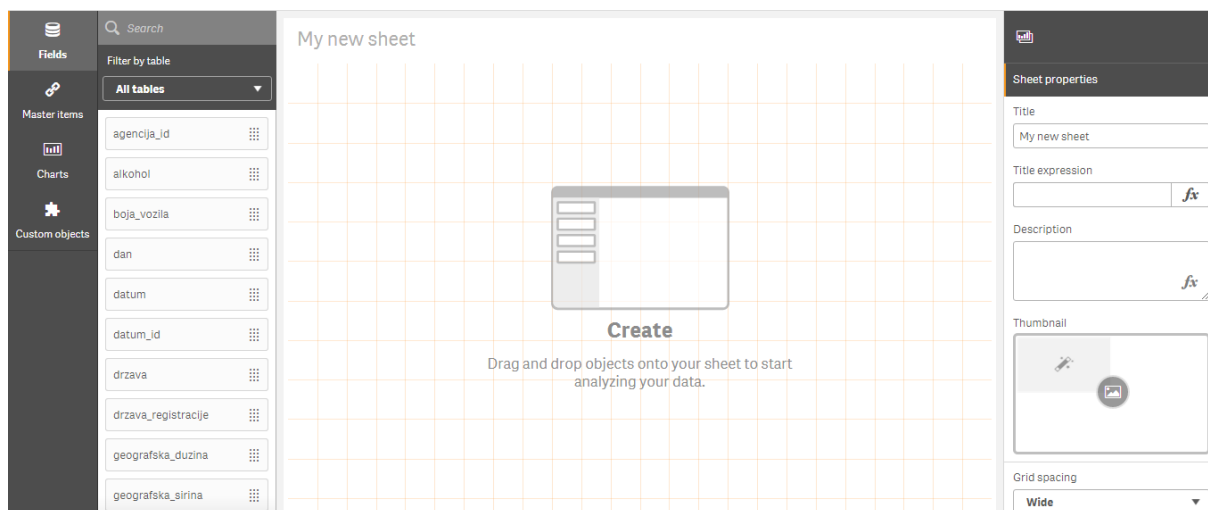 Fields
Master items
Charts
Custom objects
Search
Filter by table
All tables
agencija_id
alkohol
boja_vozila
dan
datum
datum_id
drzava
drzava_registracije
geografska_duzina
geografska_sirina
My new sheet
Create
Drag and drop objects onto your sheet to start
analyzing your data.
Sheet properties
Title
My new sheet
Title expression
fx
Description
fx
Thumbnail
Grid spacing
Wide